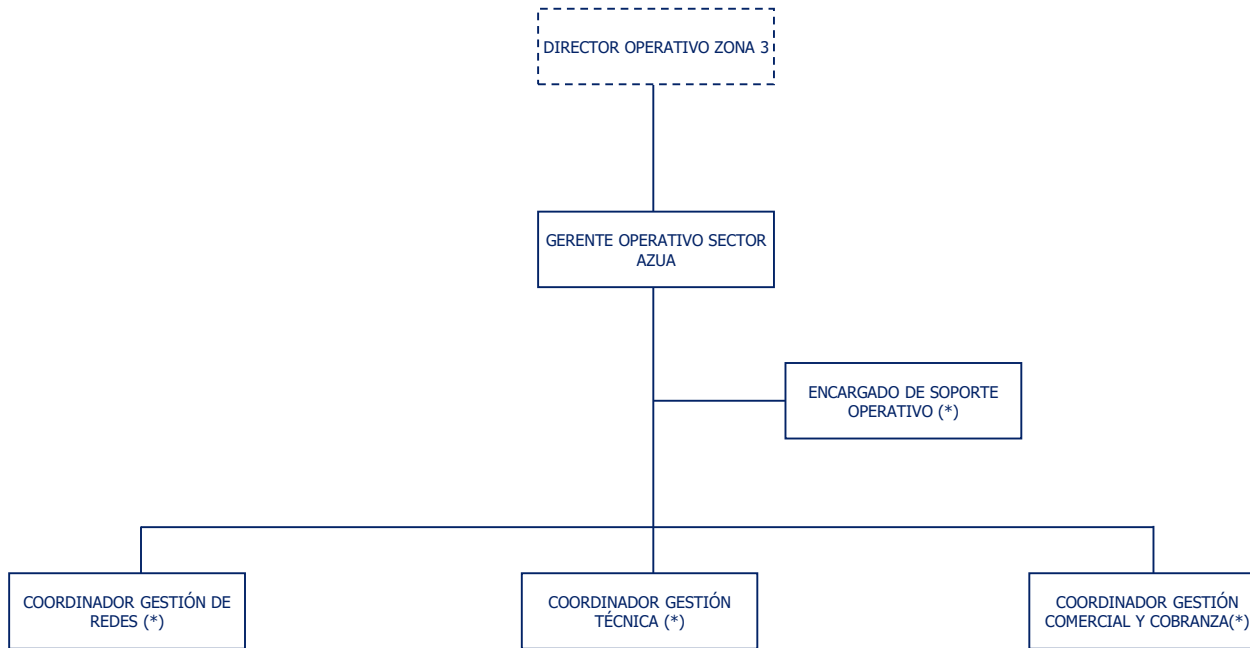 DIRECTOR OPERATIVO ZONA 3
GERENTE OPERATIVO SECTOR
AZUA
ENCARGADO DE SOPORTE
OPERATIVO (*)
COORDINADOR GESTIÓN DE
REDES (*)
COORDINADOR GESTIÓN
TÉCNICA (*)
COORDINADOR GESTIÓN
COMERCIAL Y COBRANZA(*)